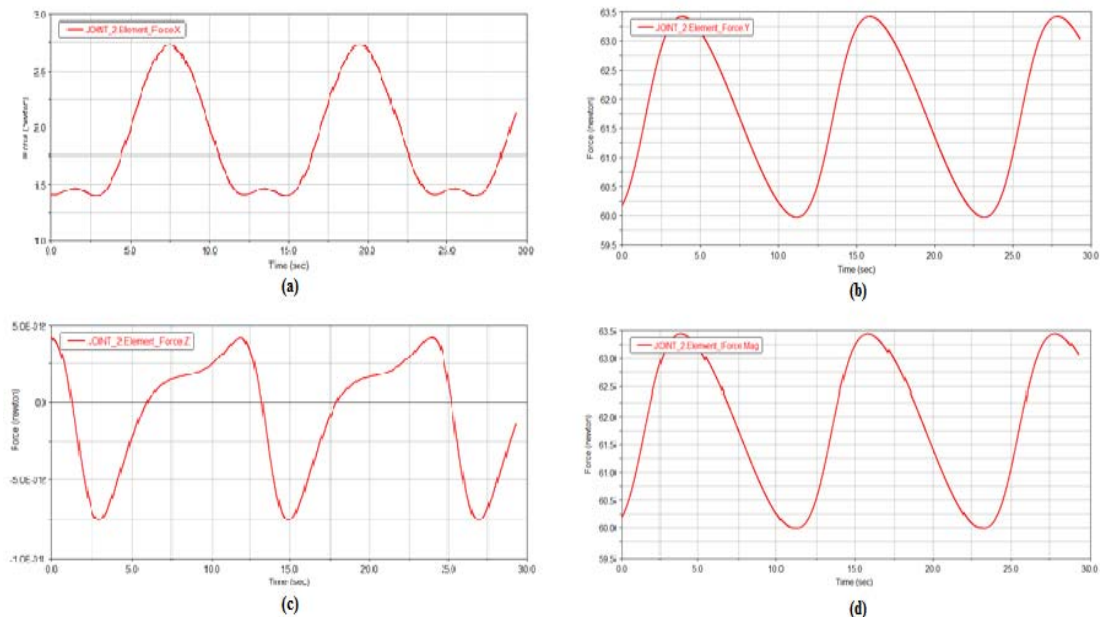 3.0
JOINT_2.Element_Force.X
2.5
2.0
1.5
1.0
0.0 5.0 10.0 15.0 20.0 25.0 30.0
Time (sec)
(a)
63.5
JOINT_2.Element_Force.Y
63.0
62.5
62.0
61.5
61.0
60.5
60.0
59.5
Force (newton)
0.0 5.0 10.0 15.0 20.0 25.0 30.0
Time (sec)
(b)
JOINT_2.Element_Force.Z
Force (newton)
0.0 5.0 10.0 15.0 20.0 25.0 30.0
Time (sec)
(c)
63.5
JOINT_2.Element_Force.Mag
63.0
62.5
62.0
61.5
61.0
60.5
60.0
59.5
Force (newton)
0.0 5.0 10.0 15.0 20.0 25.0 30.0
Time (sec)
(d)